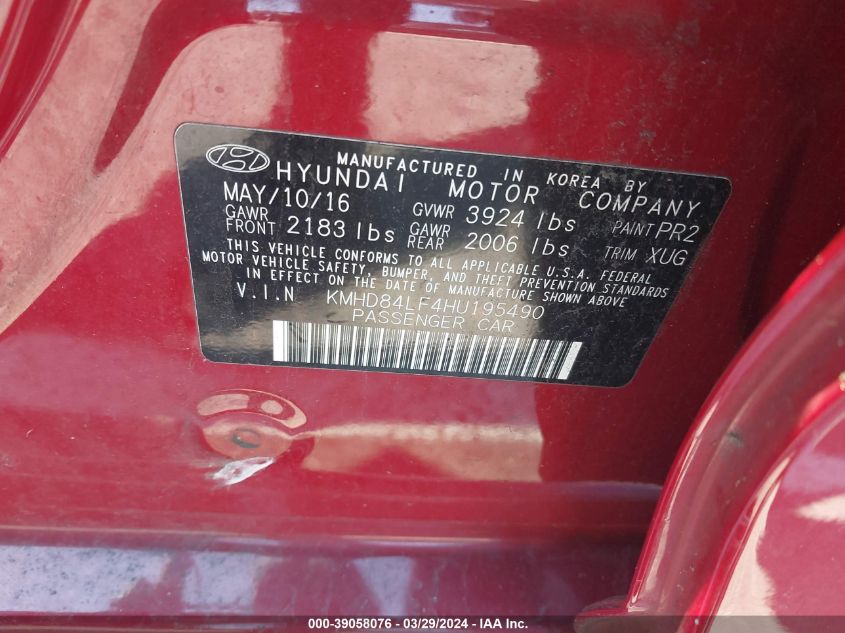 MANUFACTURED IN KOREA BY
HYUNDAI MOTOR COMPANY
MAY/10/16 GVWR 3924 lbs PAINT PR2
GAWR FRONT 2183 lbs GAWR REAR 2006 lbs TRIM XUG
THIS VEHICLE CONFORMS TO ALL APPLICABLE U.S.A. FEDERAL
MOTOR VEHICLE SAFETY, BUMPER, AND THEFT PREVENTION STANDARDS
IN EFFECT ON THE DATE OF MANUFACTURE SHOWN ABOVE
V.I.N KMHD84LF4HU195490
PASSENGER CAR
000-39058076 / 03/29/2024 - IAA Inc.